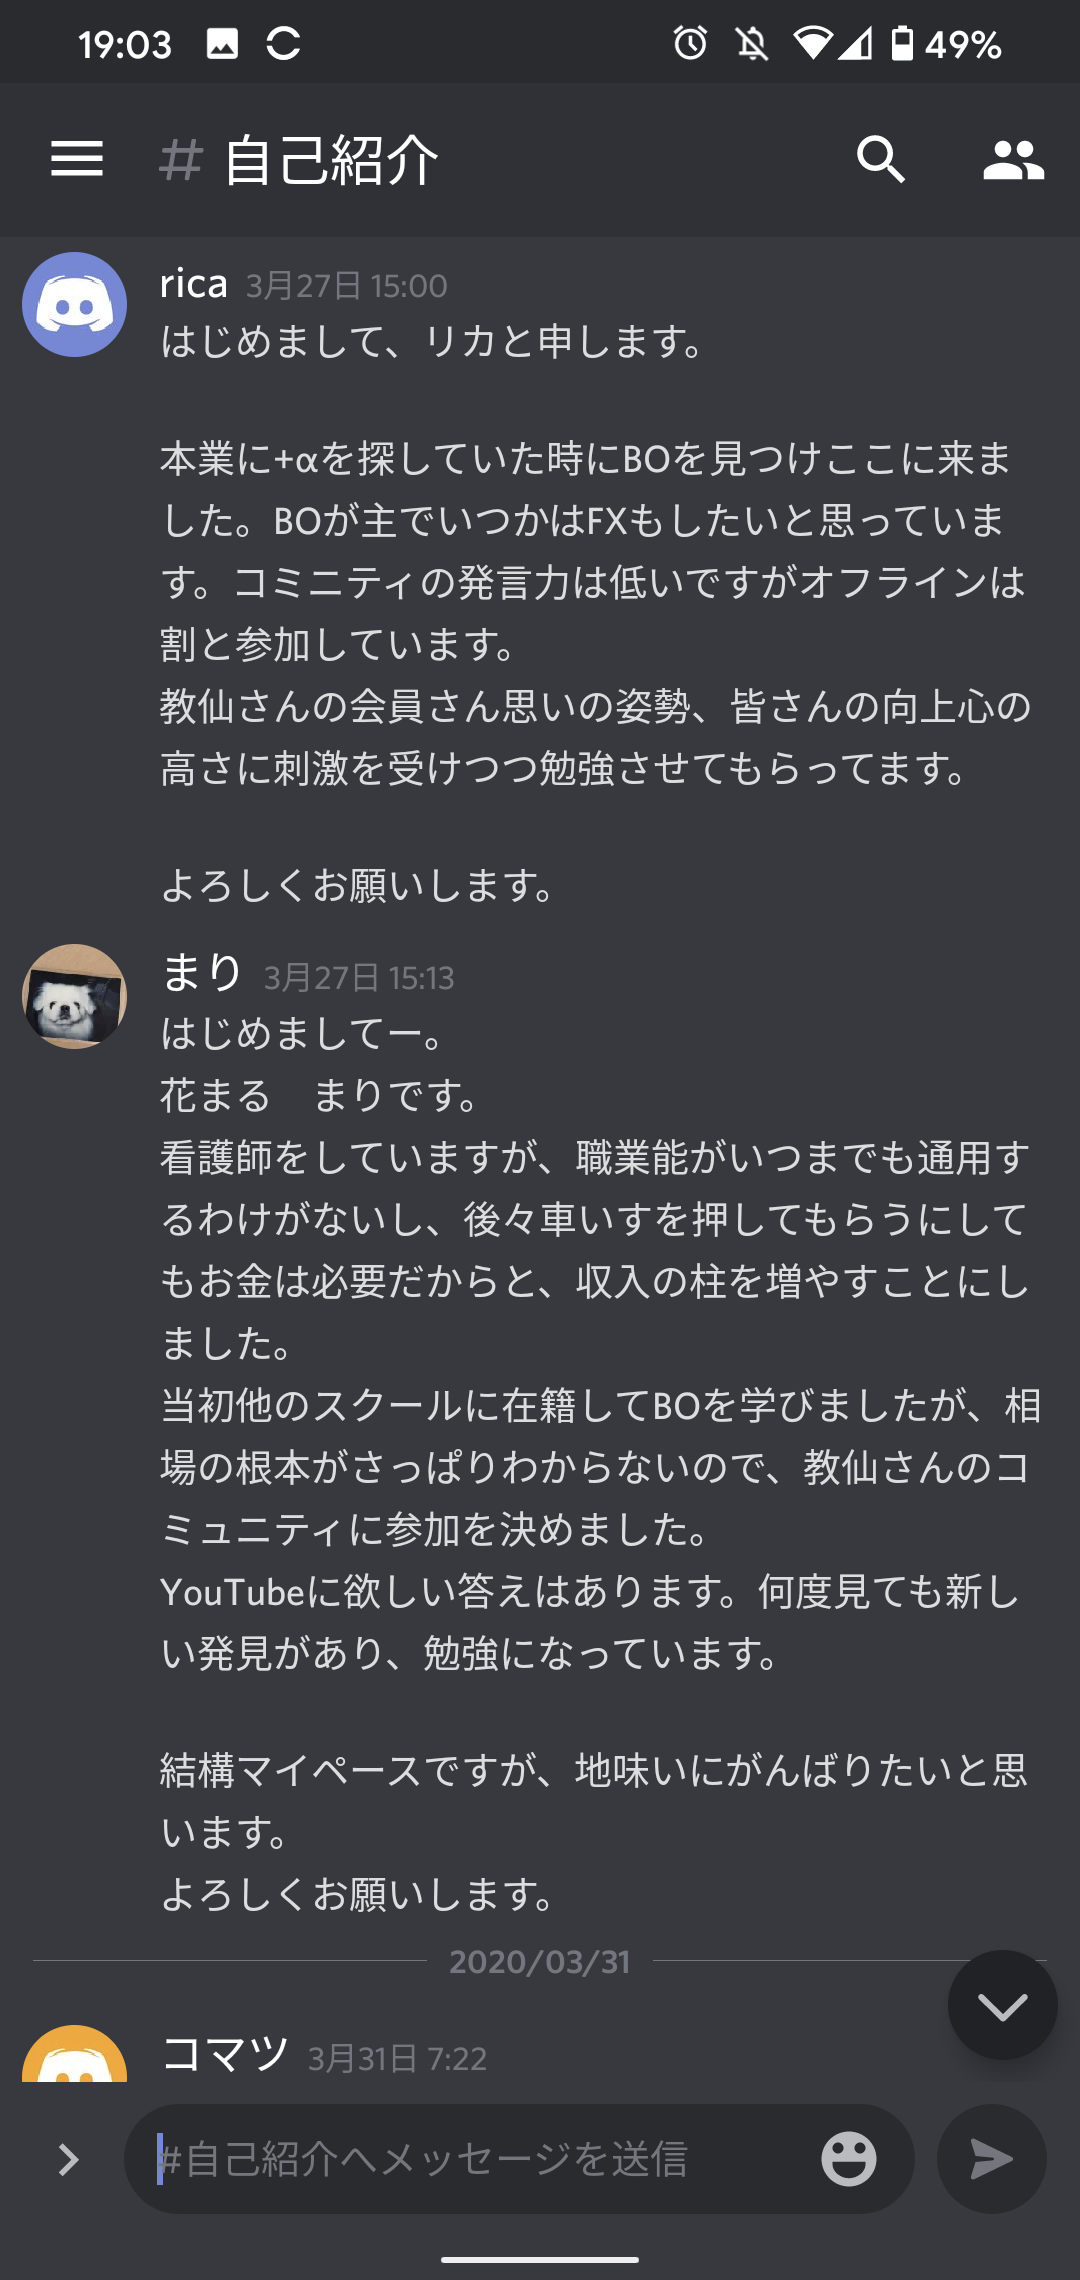 19:03 49%
# 自己紹介
rica 3月27日 15:00
はじめまして、リカと申します。
本業に+αを探していた時にBOを見つけここに来ま
した。BOが主でいつかはFXもしたいと思っていま
す。コミニティの発言力は低いですがオフラインは
割と参加しています。
教仙さんの会員さん思いの姿勢、皆さんの向上心の
高さに刺激を受けつつ勉強させてもらってます。
よろしくお願いします。
まり 3月27日 15:13
はじめましてー。
花まる　まりです。
看護師をしていますが、職業能がいつまでも通用す
るわけがないし、後々車いすを押してもらうにして
もお金は必要だからと、収入の柱を増やすことにし
ました。
当初他のスクールに在籍してBOを学びましたが、相
場の根本がさっぱりわからないので、教仙さんのコ
ミュニティに参加を決めました。
YouTubeに欲しい答えはあります。何度見ても新し
い発見があり、勉強になっています。
結構マイペースですが、地味いにがんばりたいと思
います。
よろしくお願いします。
2020/03/31
コマツ 3月31日 7:22
#自己紹介へメッセージを送信